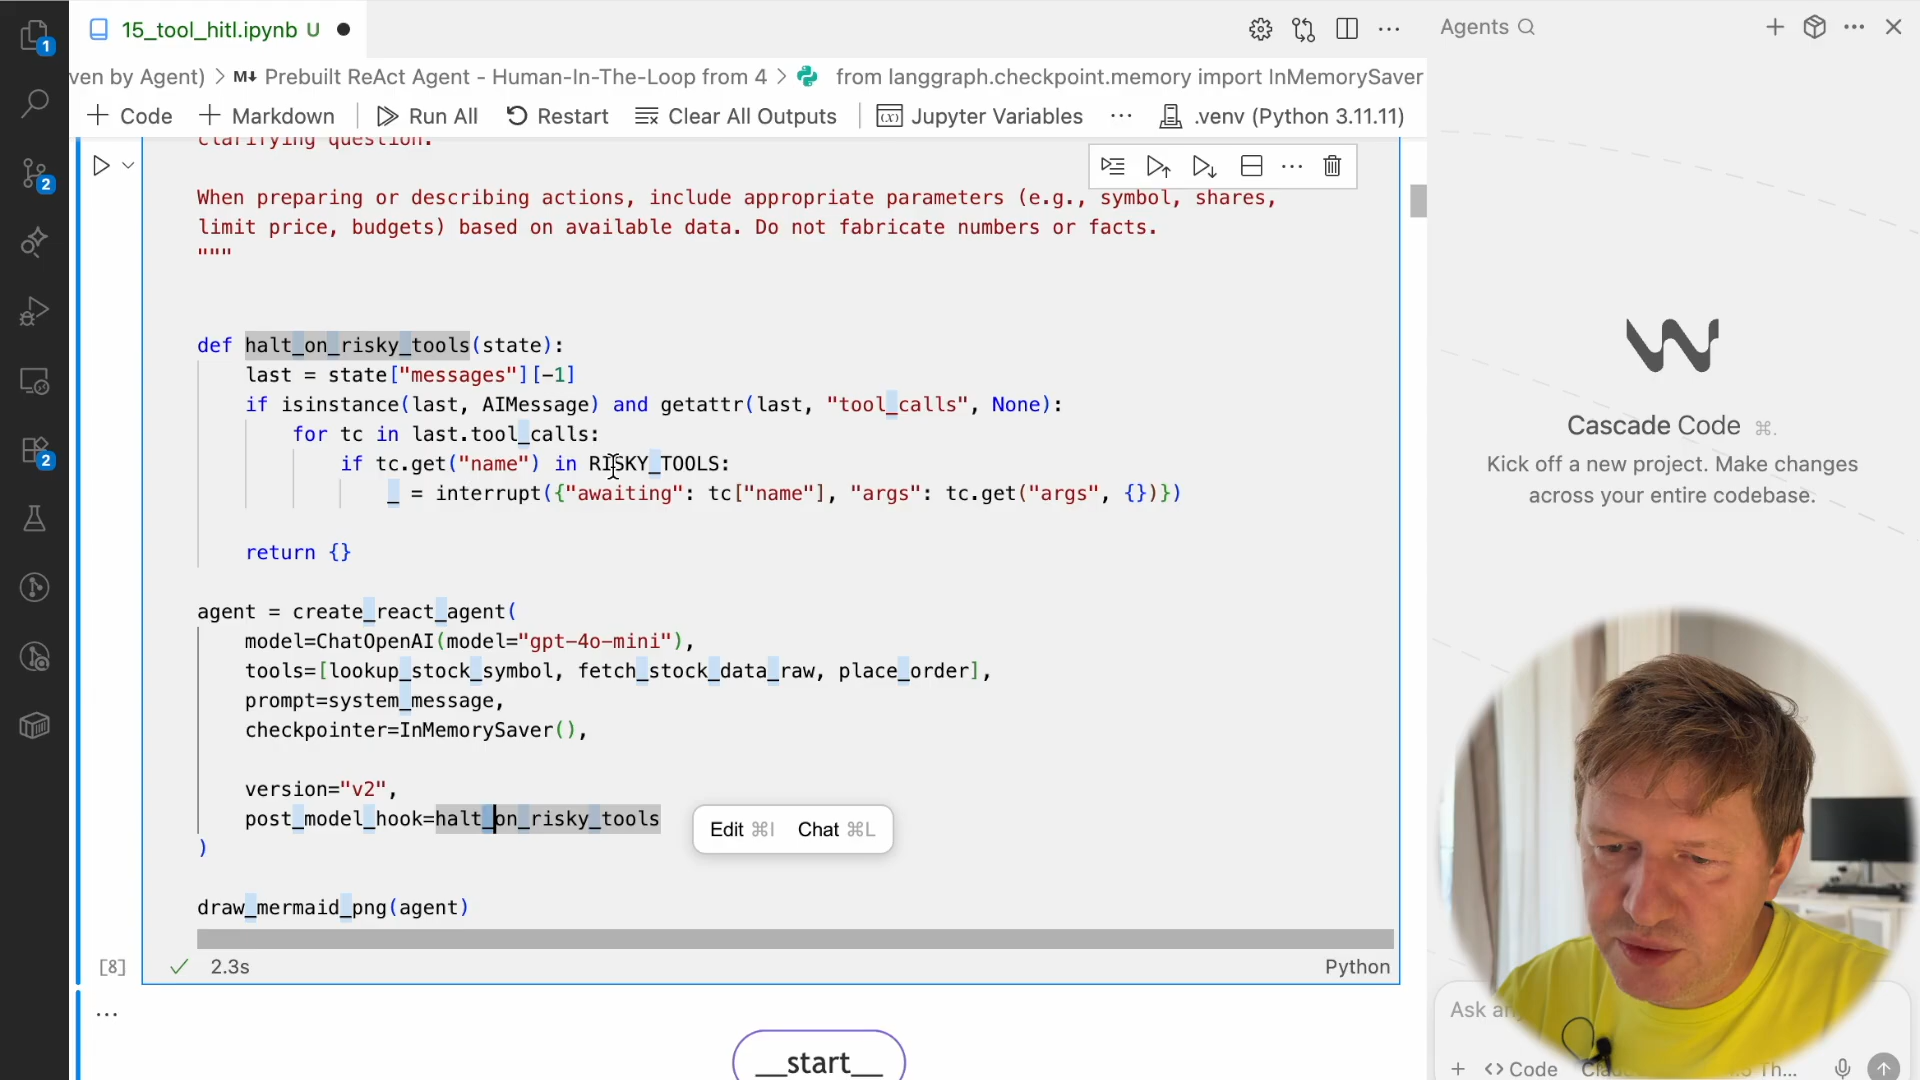 15_tool_hitl.ipynb U
Agents
ven by Agent) > M↓ Prebuilt ReAct Agent - Human-In-The-Loop from 4 > from langgraph.checkpoint.memory import InMemorySaver
Code
Markdown
Run All
Restart
Clear All Outputs
Jupyter Variables
...
.venv (Python 3.11.11)
clarifying question.
When preparing or describing actions, include appropriate parameters (e.g., symbol, shares,
limit price, budgets) based on available data. Do not fabricate numbers or facts.
"""
def halt_on_risky_tools(state):
last = state["messages"][-1]
if isinstance(last, AIMessage) and getattr(last, "tool_calls", None):
for tc in last.tool_calls:
if tc.get("name") in RISKY_TOOLS:
_ = interrupt({"awaiting": tc["name"], "args": tc.get("args", {})})
return {}
agent = create_react_agent(
model=ChatOpenAI(model="gpt-4o-mini"),
tools=[lookup_stock_symbol, fetch_stock_data_raw, place_order],
prompt=system_message,
checkpointer=InMemorySaver(),
version="v2",
post_model_hook=halt_on_risky_tools
)
Edit ⌘I Chat ⌘L
draw_mermaid_png(agent)
[8]
2.3s
Python
...
__start__
1
2
2
Cascade Code ⌘.
Kick off a new project. Make changes
across your entire codebase.
Ask
Code
Th...